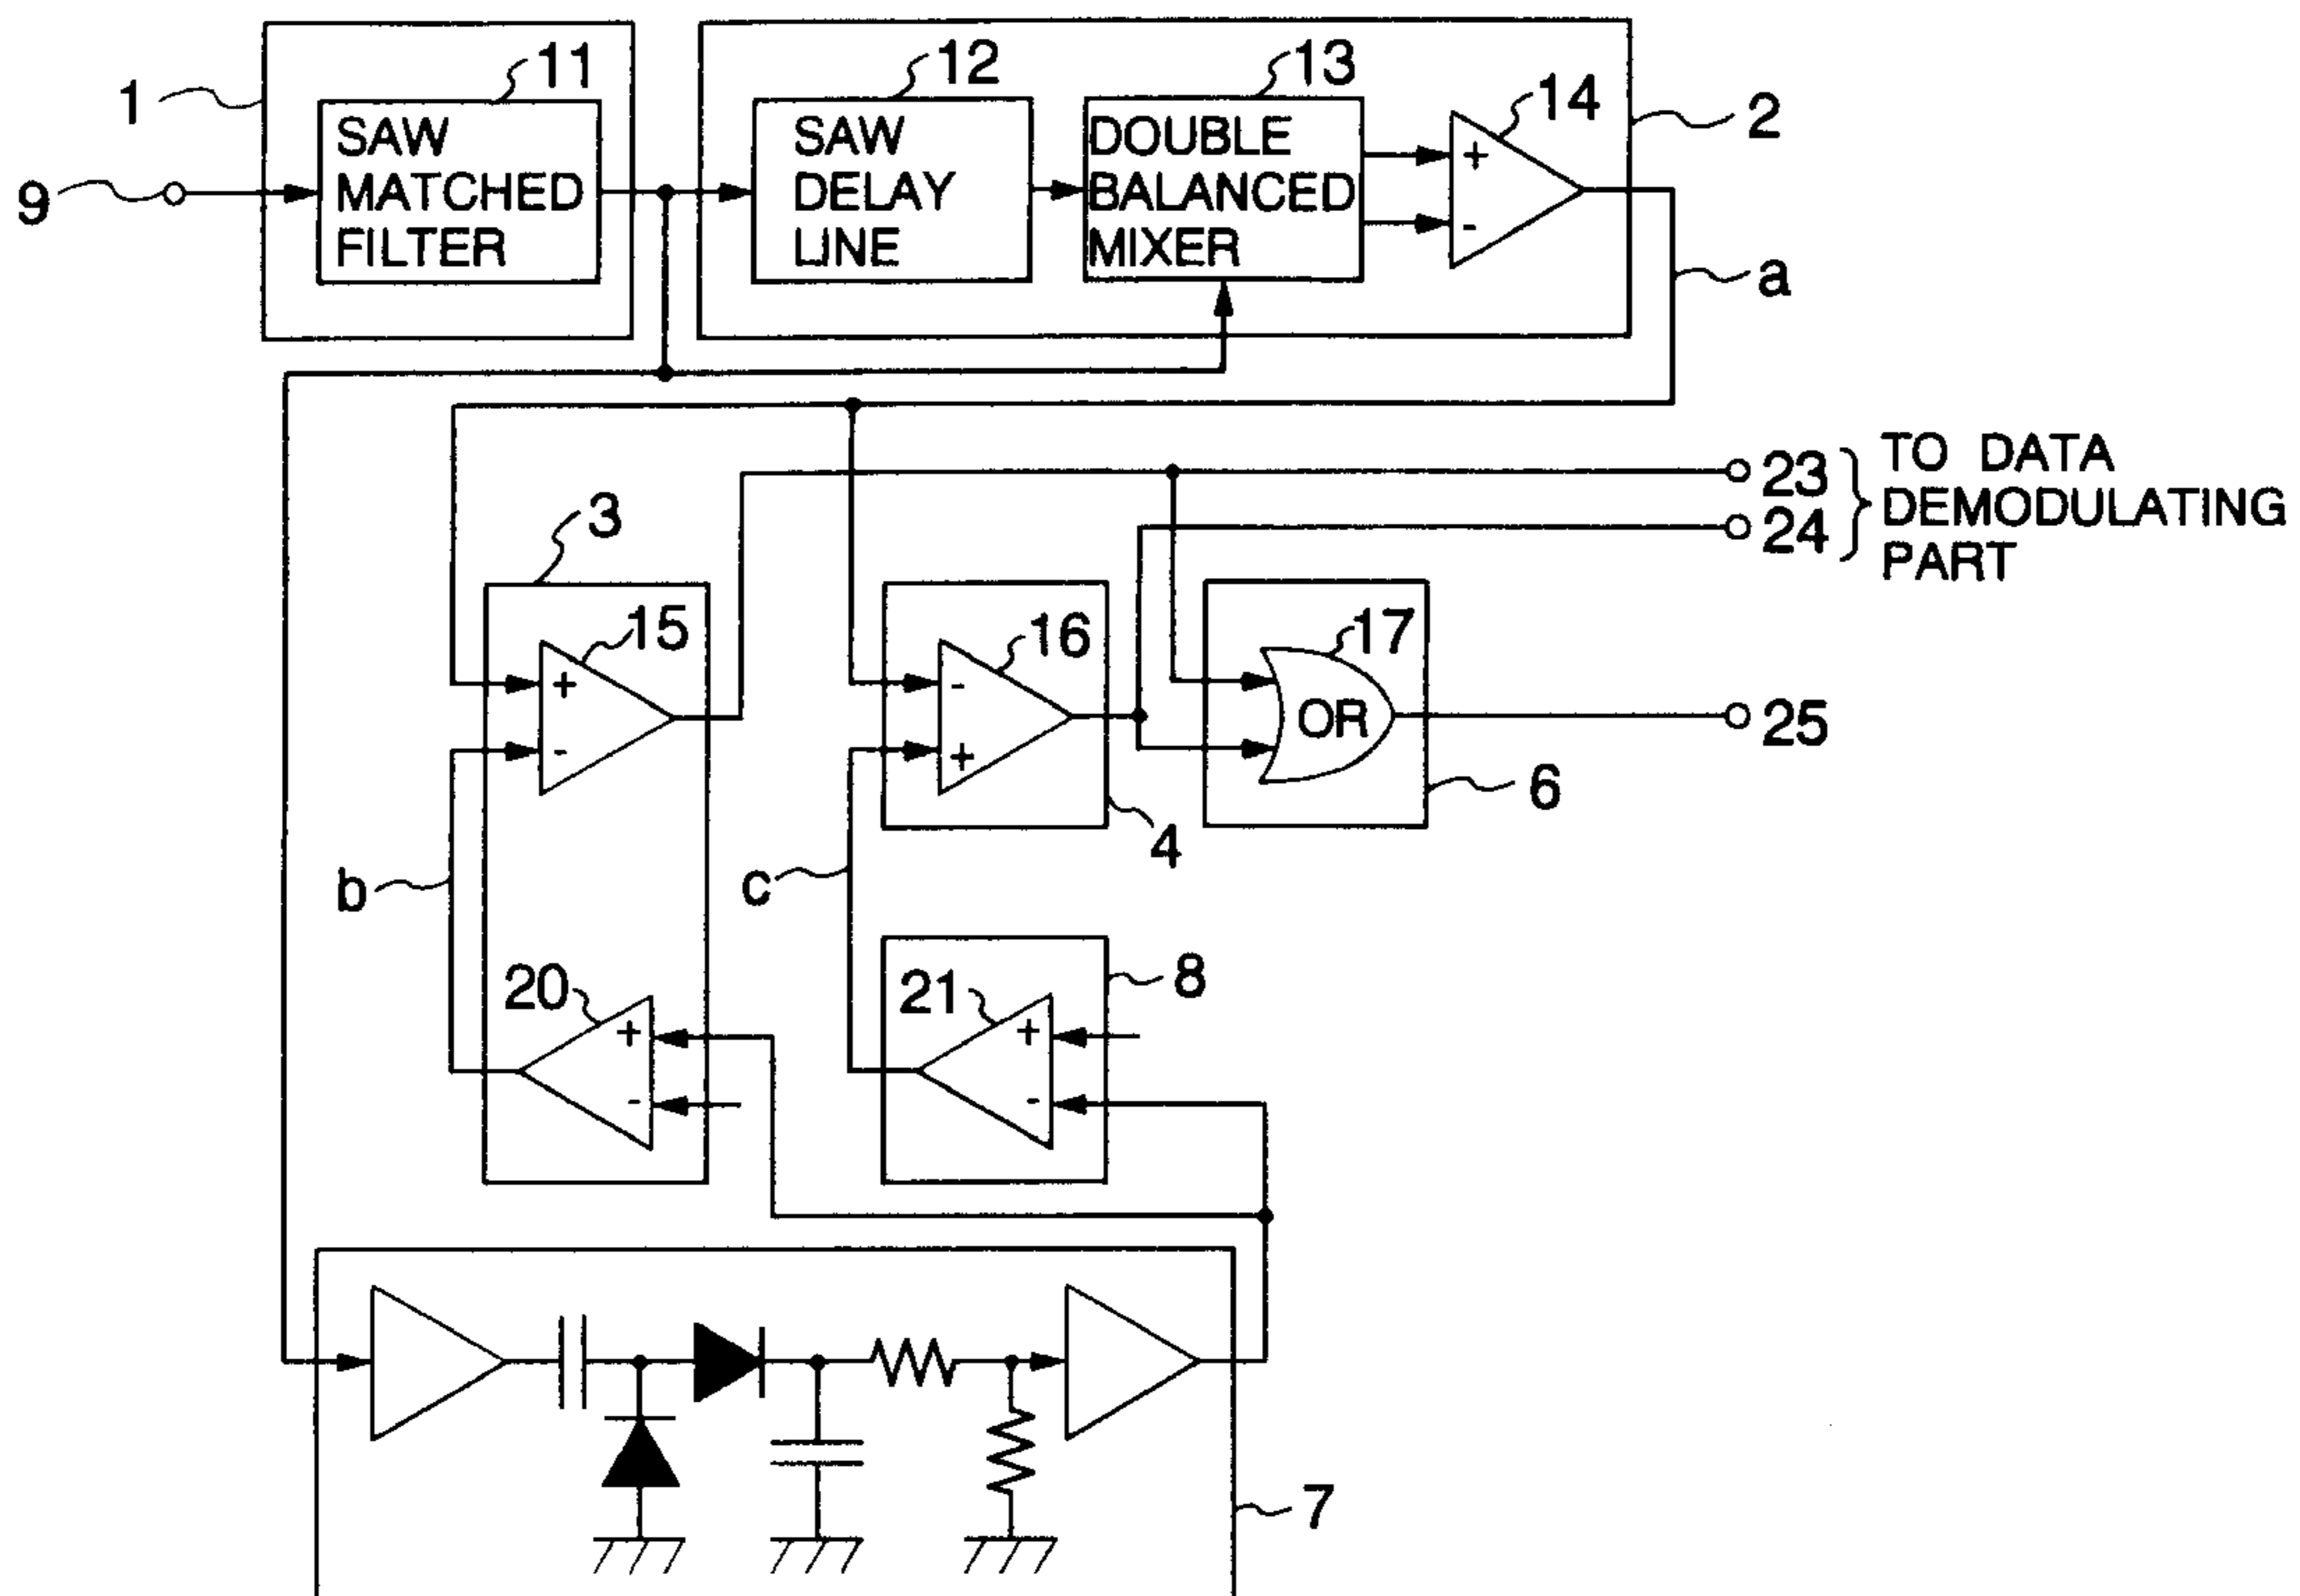 1
11
SAW
MATCHED
FILTER
9
12
SAW
DELAY
LINE
13
DOUBLE
BALANCED
MIXER
14
+
-
2
a
23
24
TO DATA
DEMODULATING
PART
3
15
+
-
16
-
+
4
17
OR
25
6
b
c
20
+
-
21
+
-
8
7